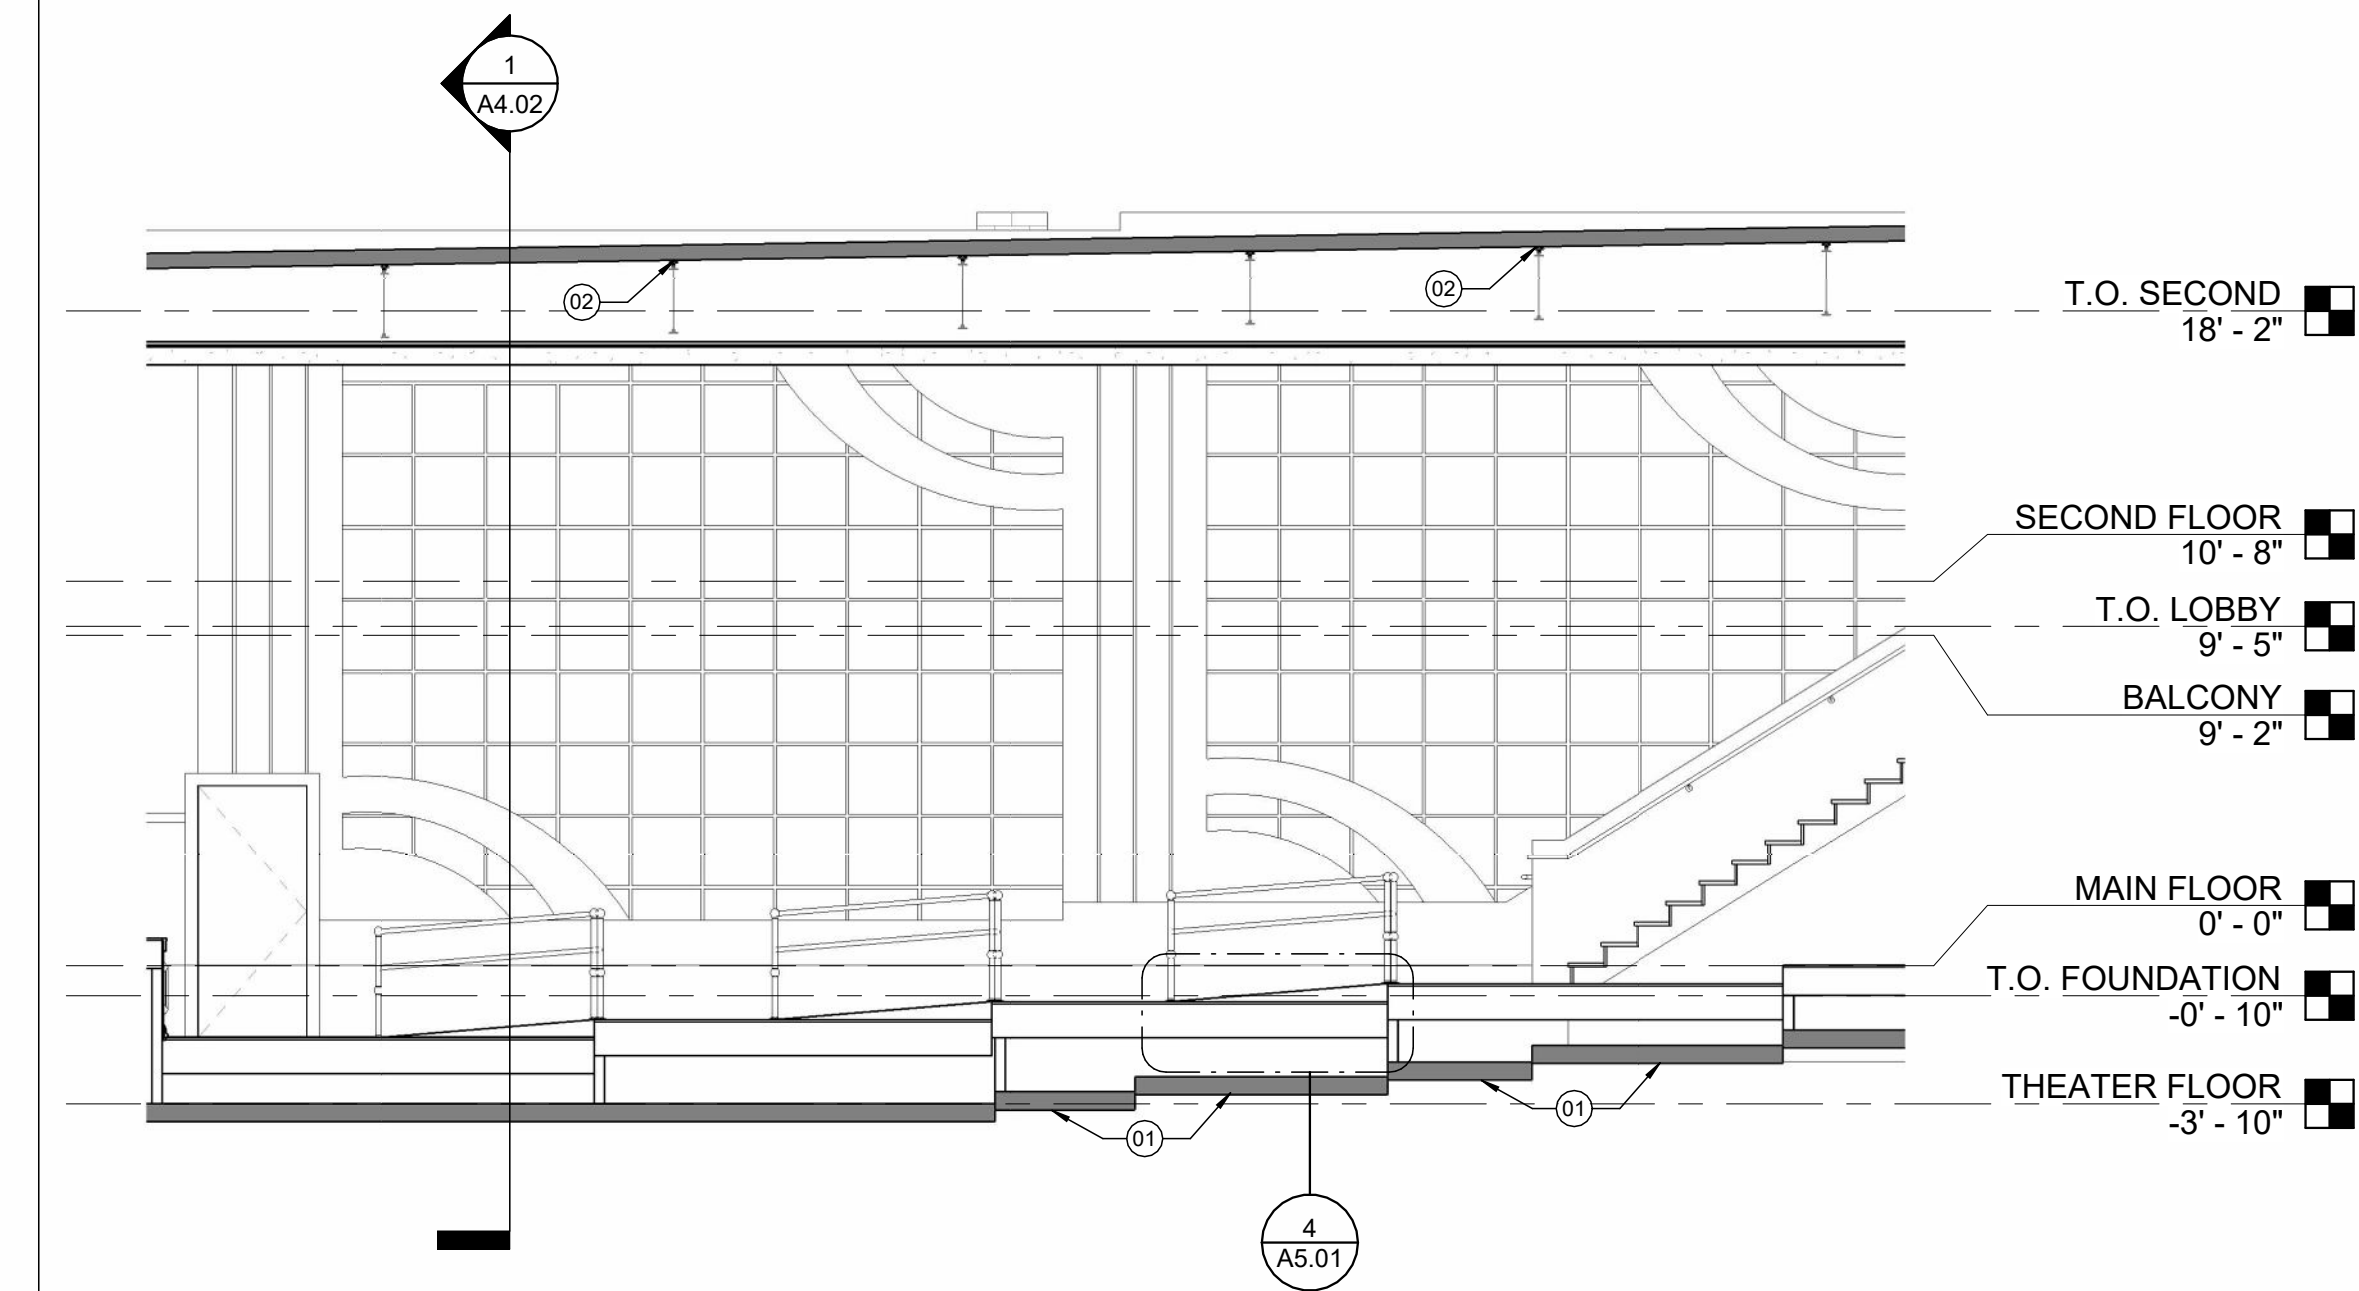 1
A4.02
02
02
T.O. SECOND
18' - 2"
SECOND FLOOR
10' - 8"
T.O. LOBBY
9' - 5"
BALCONY
9' - 2"
MAIN FLOOR
0' - 0"
T.O. FOUNDATION
-0' - 10"
THEATER FLOOR
-3' - 10"
01
01
4
A5.01